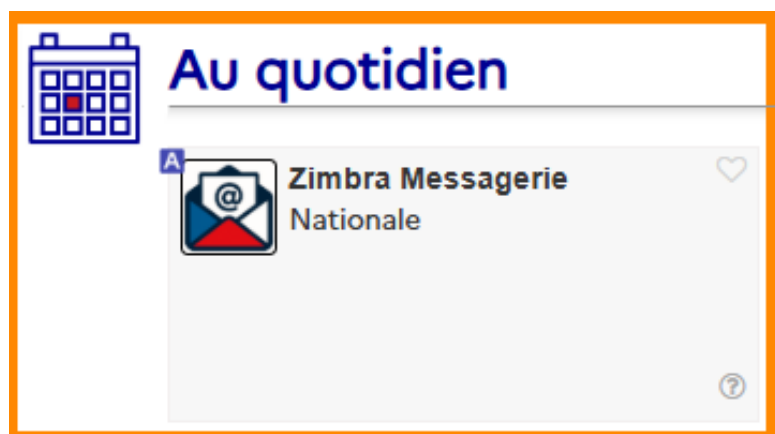 Au quotidien
A
Zimbra Messagerie
@
Nationale
?